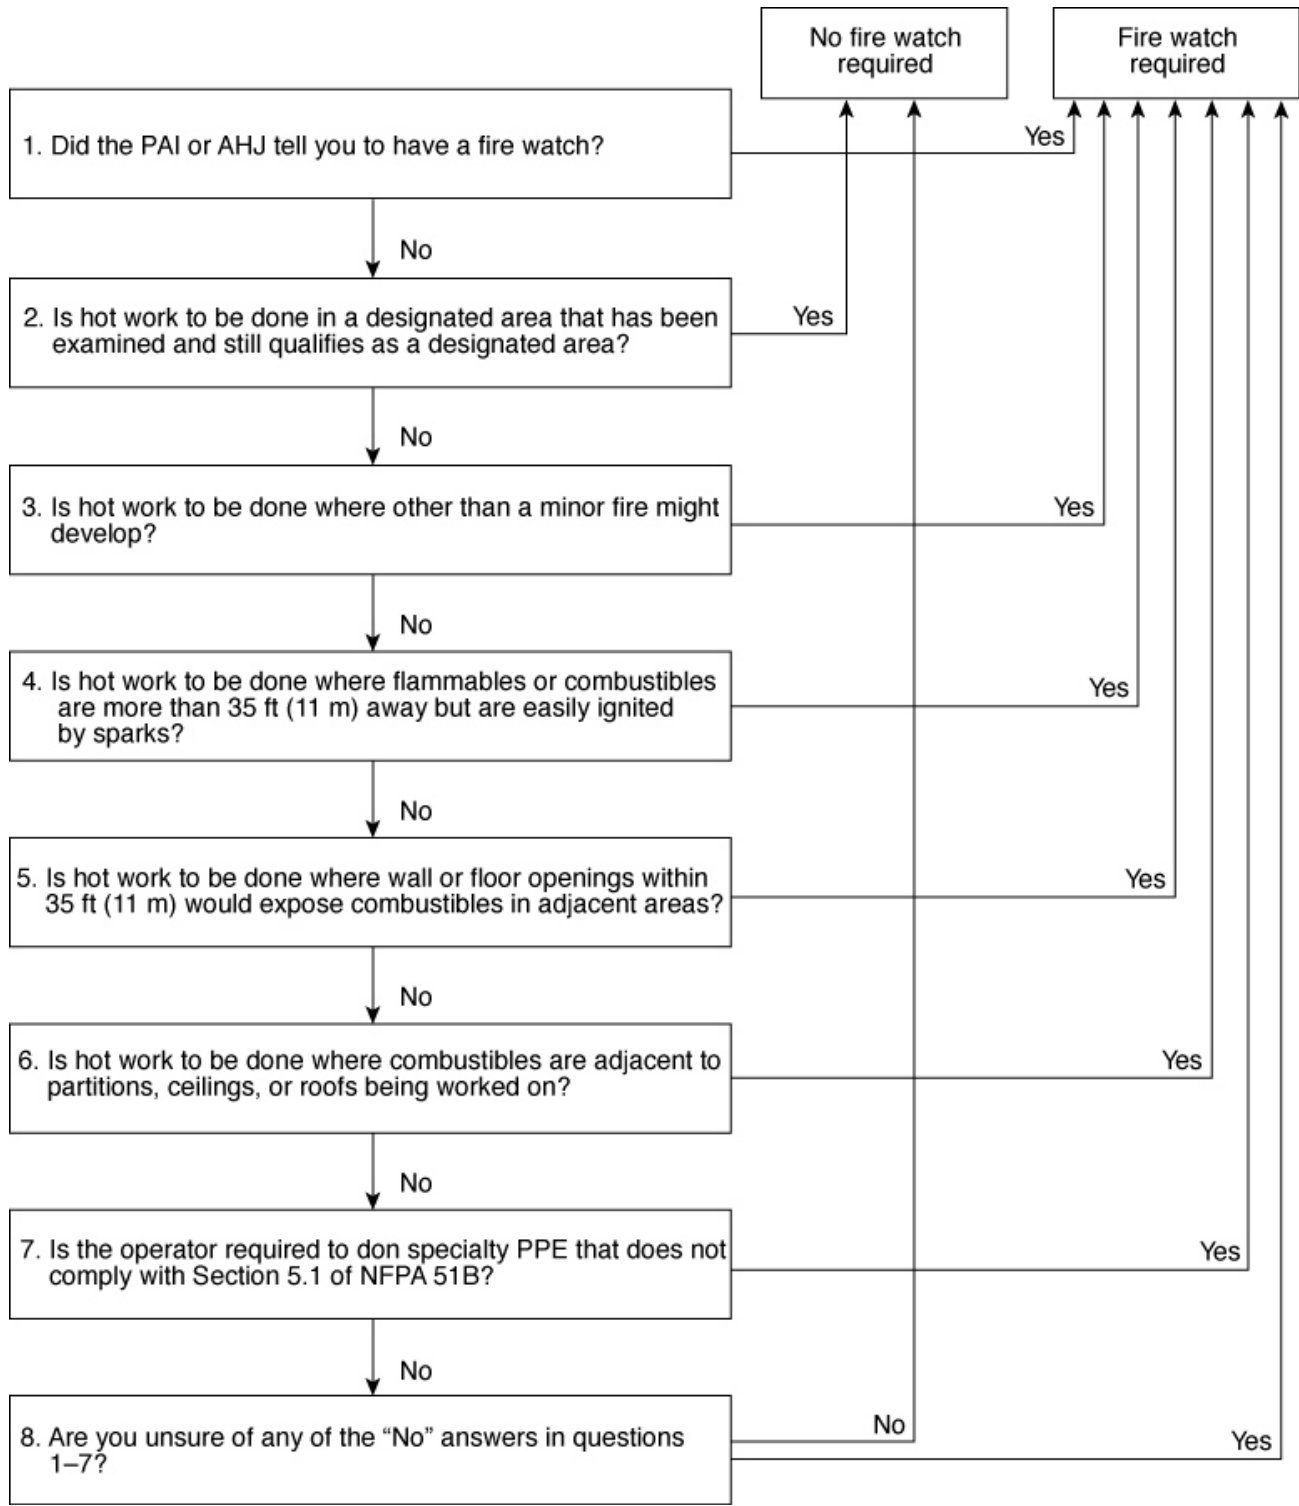 No fire watch
required
Fire watch
required
1. Did the PAI or AHJ tell you to have a fire watch?
Yes
No
2. Is hot work to be done in a designated area that has been
examined and still qualifies as a designated area?
Yes
No
3. Is hot work to be done where other than a minor fire might
develop?
Yes
No
4. Is hot work to be done where flammables or combustibles
are more than 35 ft (11 m) away but are easily ignited
by sparks?
Yes
No
5. Is hot work to be done where wall or floor openings within
35 ft (11 m) would expose combustibles in adjacent areas?
Yes
No
6. Is hot work to be done where combustibles are adjacent to
partitions, ceilings, or roofs being worked on?
Yes
No
7. Is the operator required to don specialty PPE that does not
comply with Section 5.1 of NFPA 51B?
Yes
No
8. Are you unsure of any of the “No” answers in questions
1–7?
No
Yes